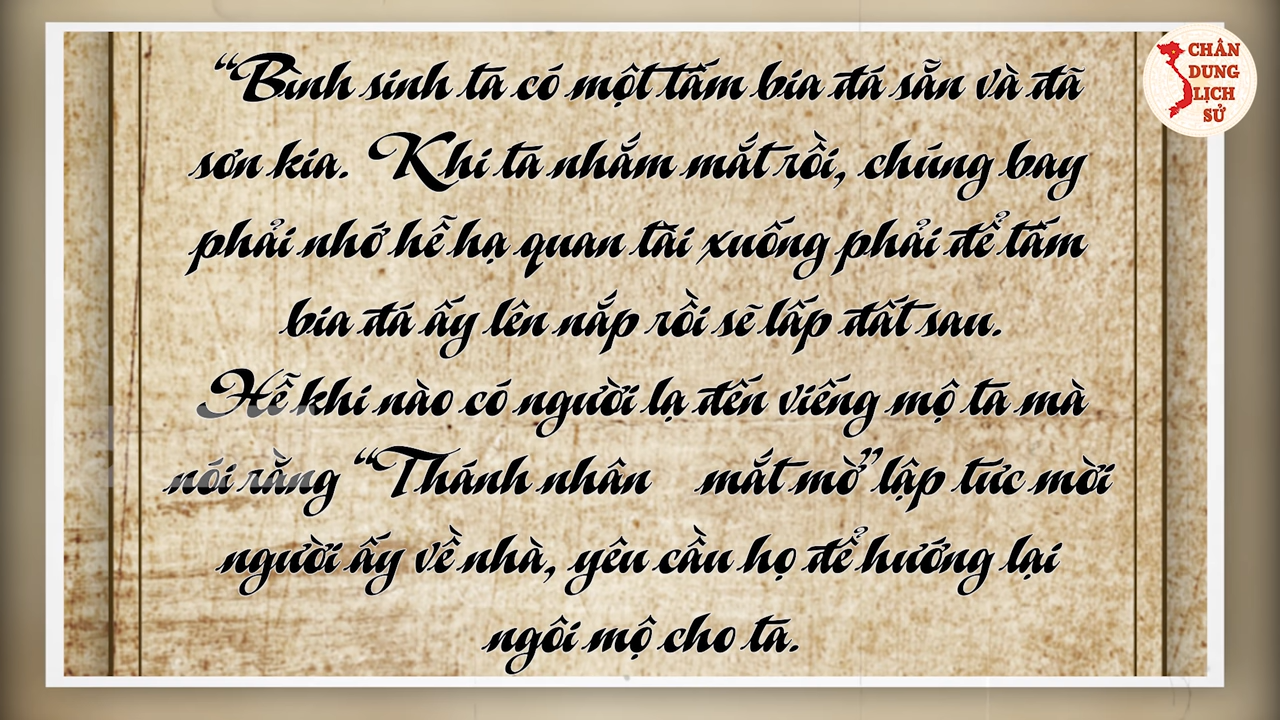 “Bình sinh ta có một tấm bia đá sẵn và đã
sơn kia. Khi ta nhắm mắt rồi, chúng bay
phải nhớ hễ hạ quan tài xuống phải để tấm
bia đá ấy lên nắp rồi sẽ lấp đất sau.
Hễ khi nào có người lạ đến viếng mộ ta mà
nói rằng “Thánh nhân mắt mờ” lập tức mời
người ấy về nhà, yêu cầu họ để hướng lại
ngôi mộ cho ta.
CHÂN
DUNG
LỊCH
SỬ